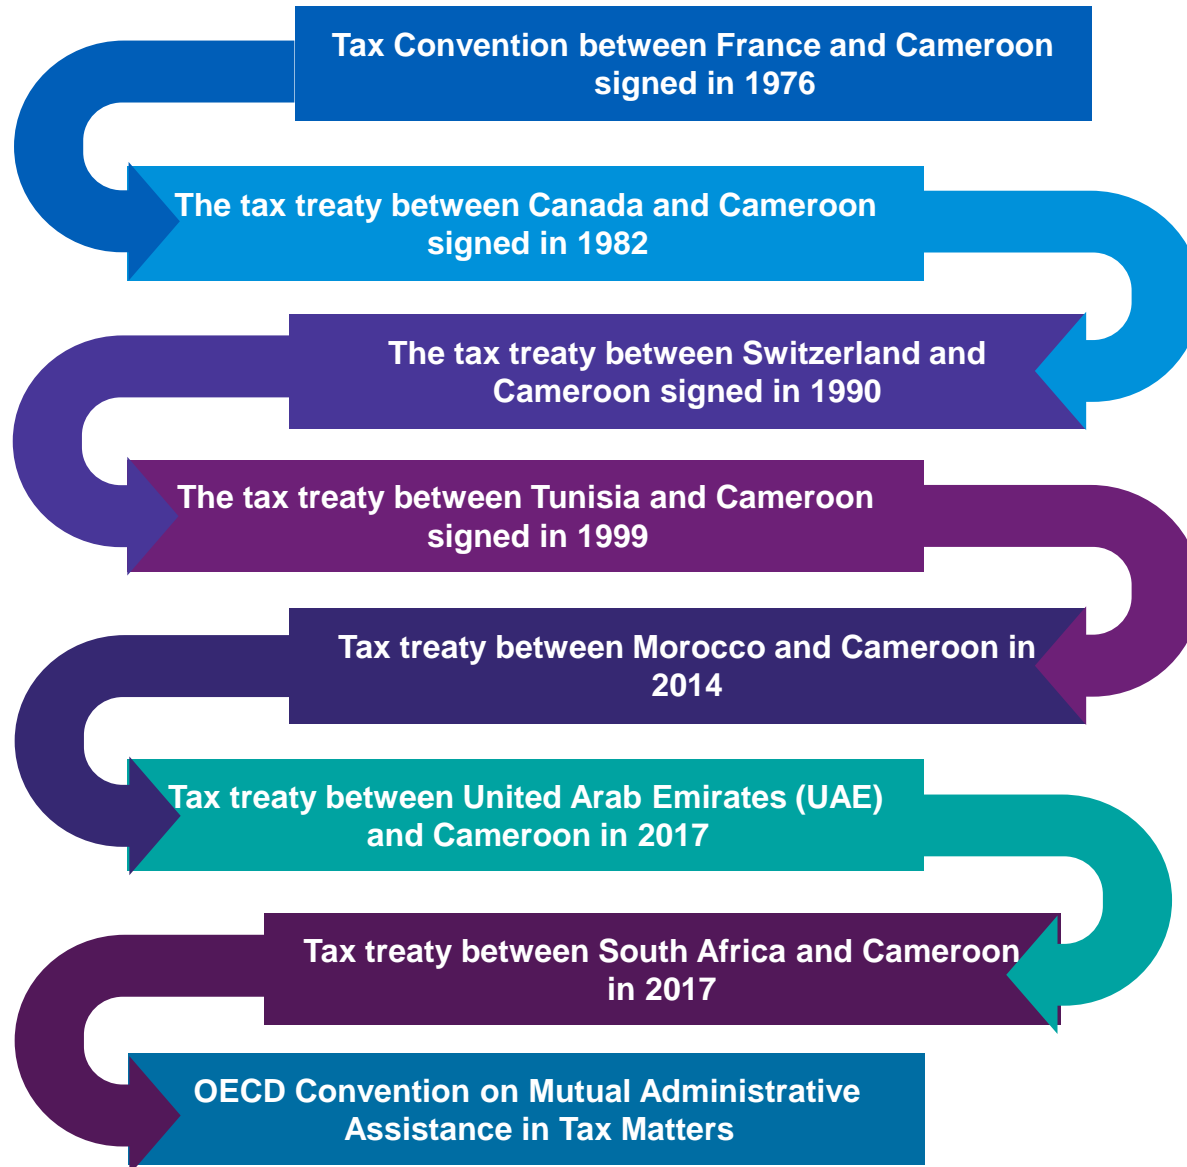 Tax Convention between France and Cameroon
signed in 1976
The tax treaty between Canada and Cameroon
signed in 1982
The tax treaty between Switzerland and
Cameroon signed in 1990
The tax treaty between Tunisia and Cameroon
signed in 1999
Tax treaty between Morocco and Cameroon in
2014
Tax treaty between United Arab Emirates (UAE)
and Cameroon in 2017
Tax treaty between South Africa and Cameroon
in 2017
OECD Convention on Mutual Administrative
Assistance in Tax Matters